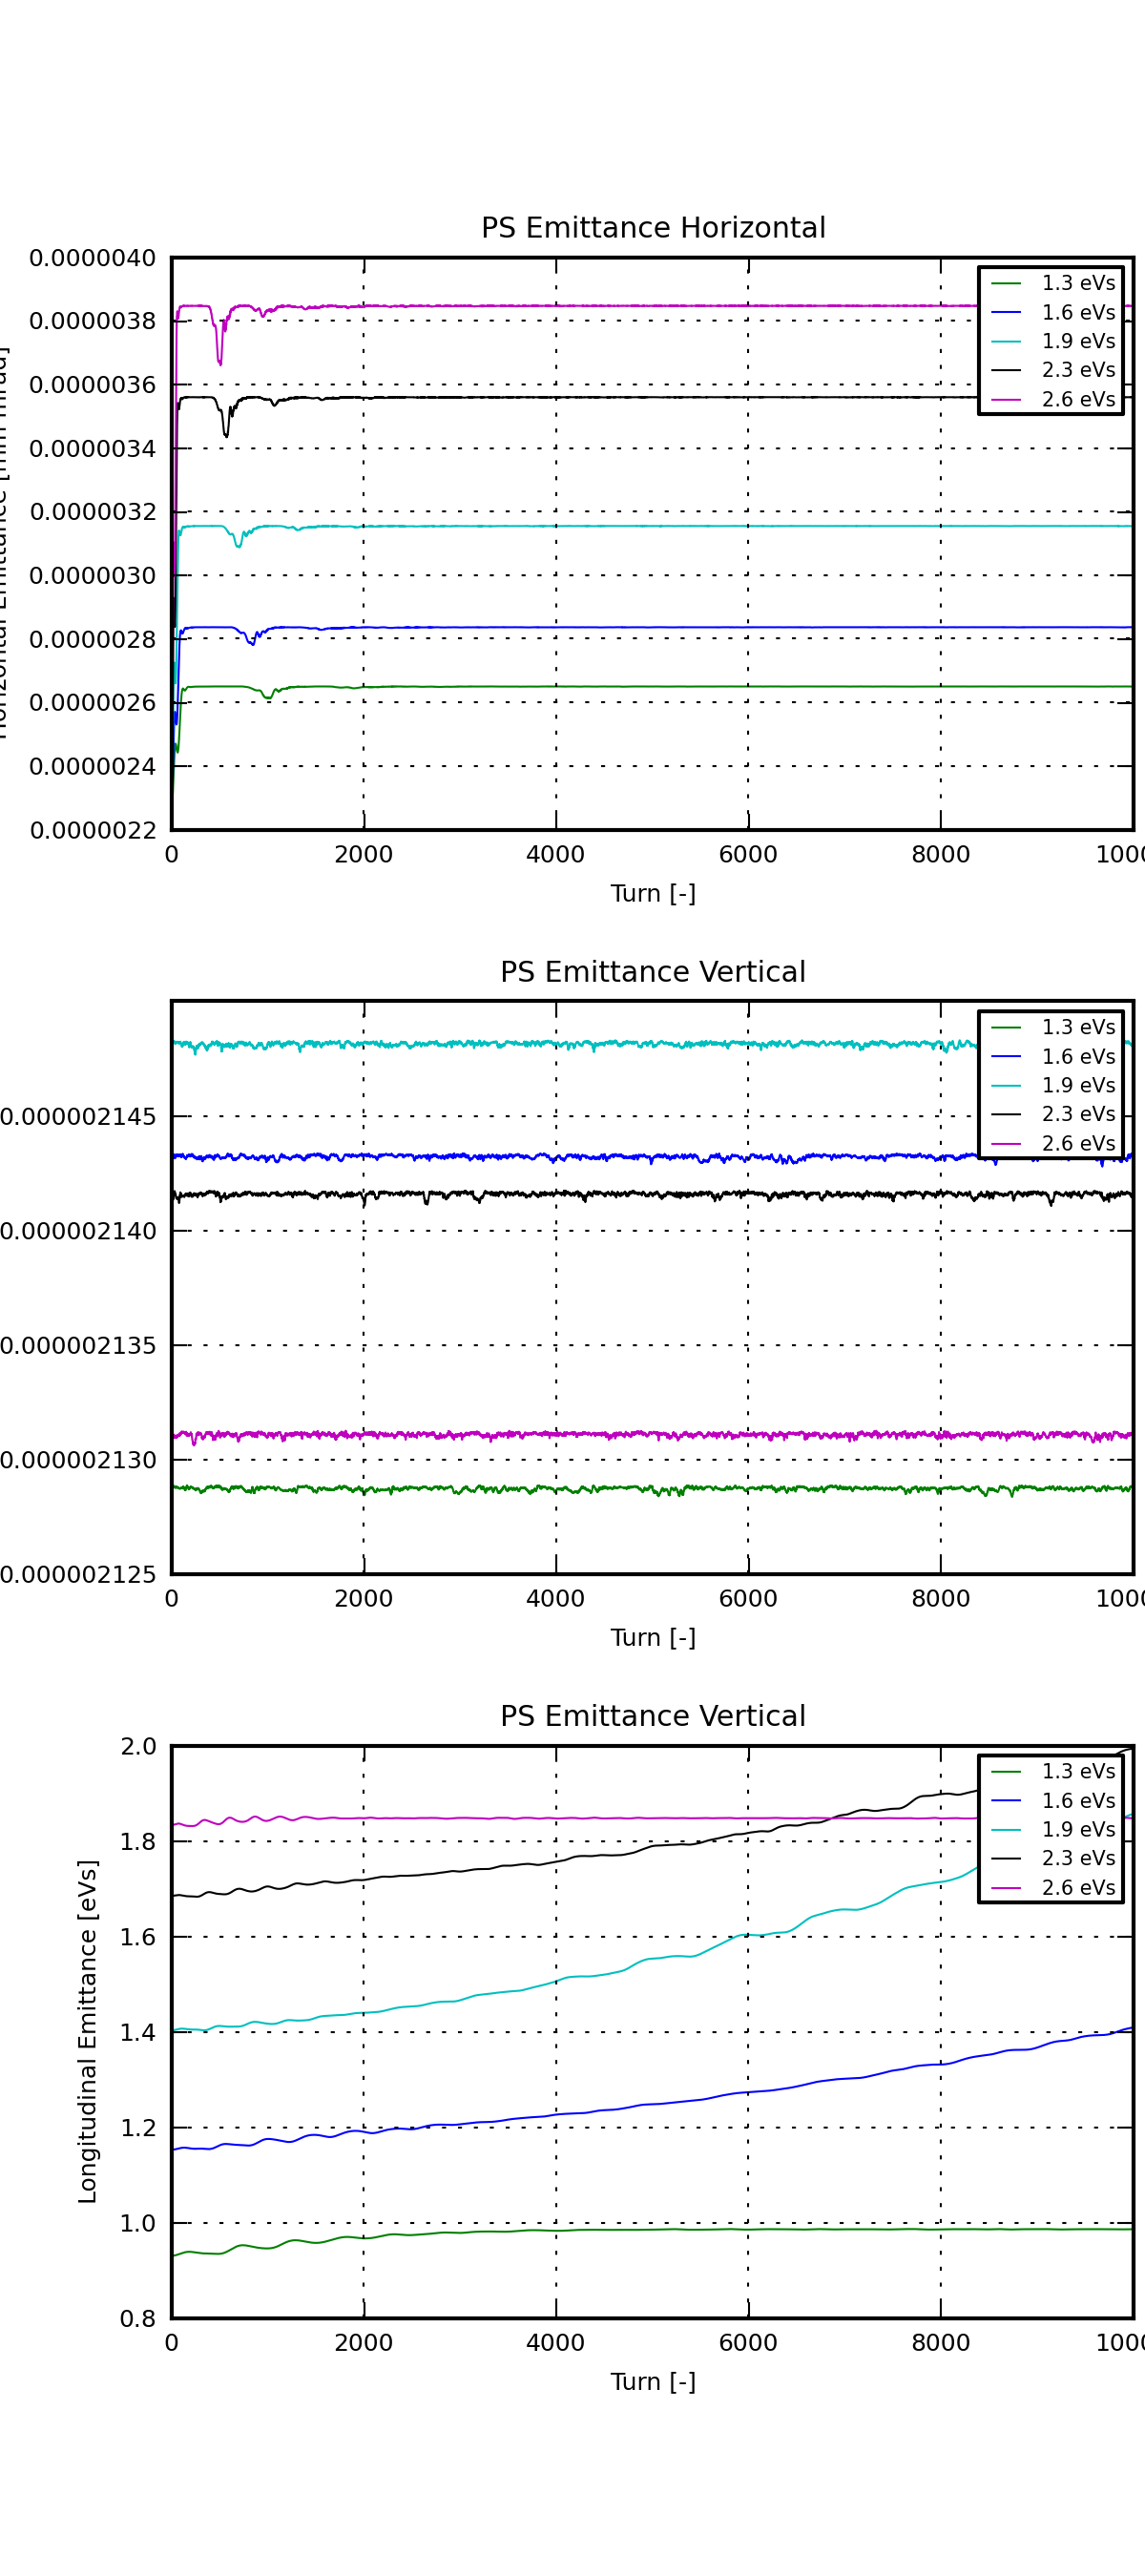 PS Emittance Horizontal
0.0000040
0.0000038
0.0000036
0.0000034
0.0000032
0.0000030
0.0000028
0.0000026
0.0000024
0.0000022
1.3 eVs
1.6 eVs
1.9 eVs
2.3 eVs
2.6 eVs
0 2000 4000 6000 8000 1000
Turn [-]
PS Emittance Vertical
0.000002145
0.000002140
0.000002135
0.000002130
0.000002125
1.3 eVs
1.6 eVs
1.9 eVs
2.3 eVs
2.6 eVs
0 2000 4000 6000 8000 1000
Turn [-]
PS Emittance Vertical
Longitudinal Emittance [eVs]
2.0
1.8
1.6
1.4
1.2
1.0
0.8
1.3 eVs
1.6 eVs
1.9 eVs
2.3 eVs
2.6 eVs
0 2000 4000 6000 8000 1000
Turn [-]